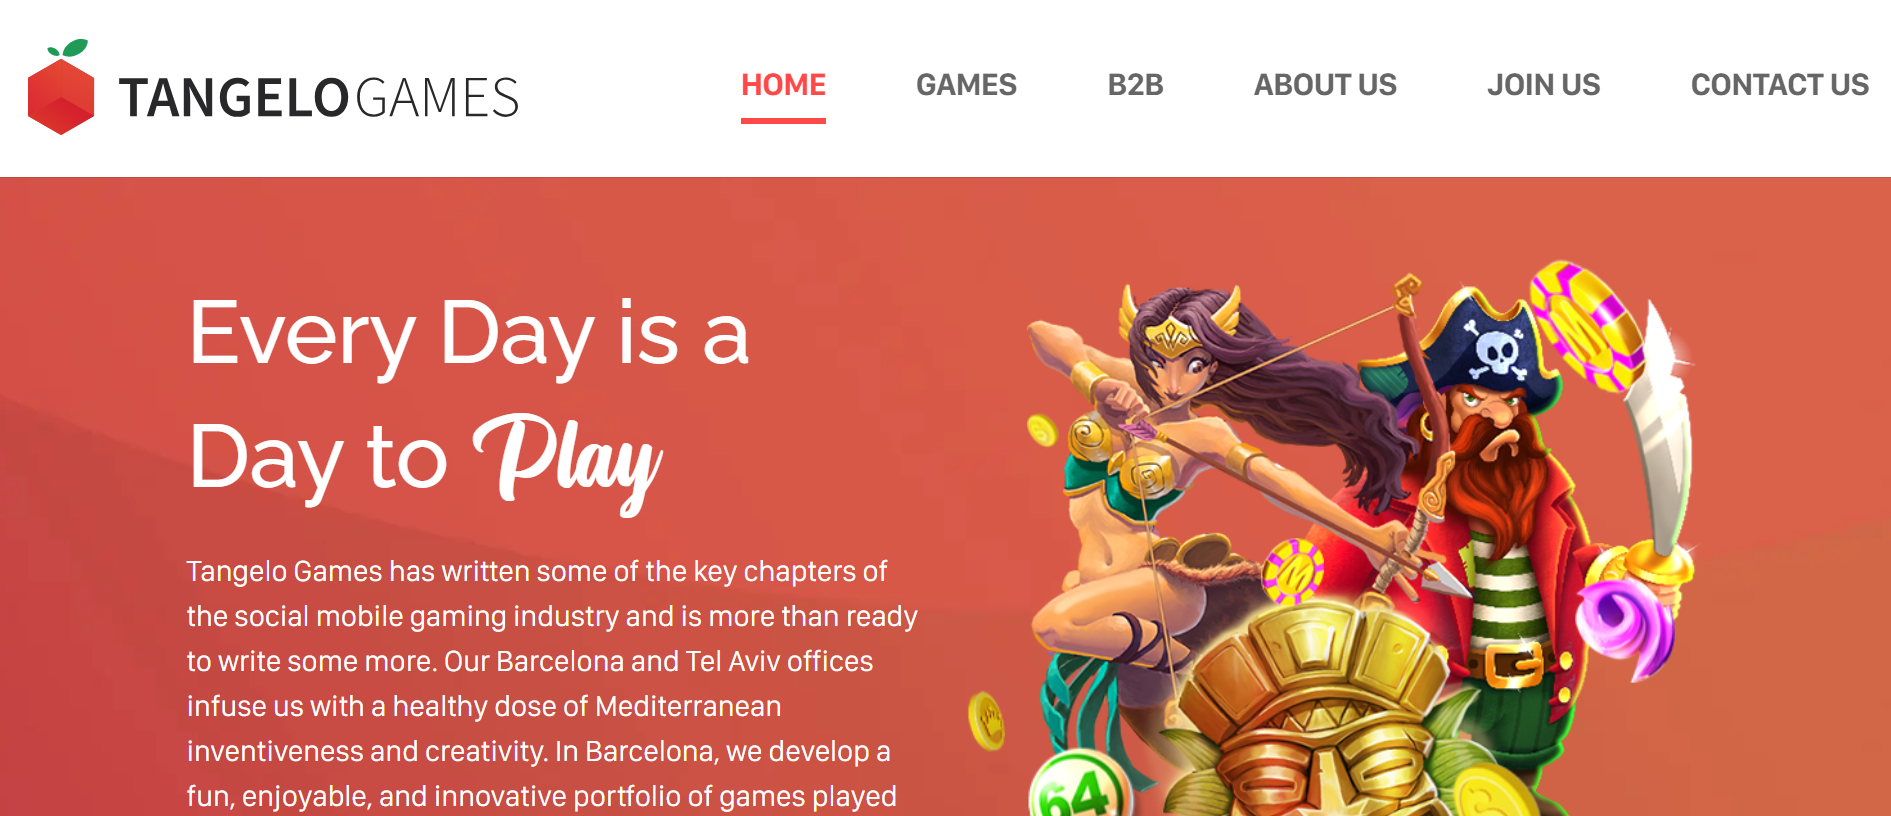 TANGELOGAMES
HOME GAMES B2B ABOUT US JOIN US CONTACT US
Every Day is a
Day to Play
Tangelo Games has written some of the key chapters of
the social mobile gaming industry and is more than ready
to write some more. Our Barcelona and Tel Aviv offices
infuse us with a healthy dose of Mediterranean
inventiveness and creativity. In Barcelona, we develop a
fun, enjoyable, and innovative portfolio of games played
M
M
64